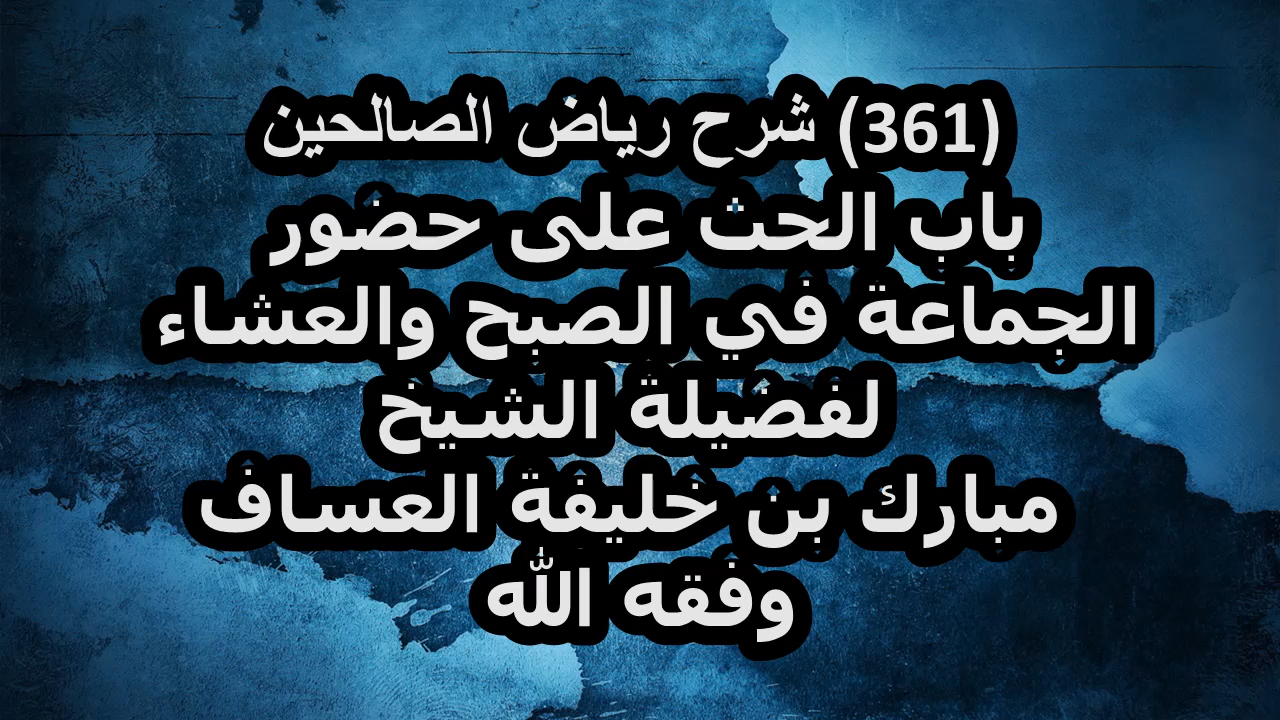 (361) شرح رياض الصالحين
باب الحث على حضور
الجماعة في الصبح والعشاء
لفضيلة الشيخ
مبارك بن خليفة العساف
وفقه الله